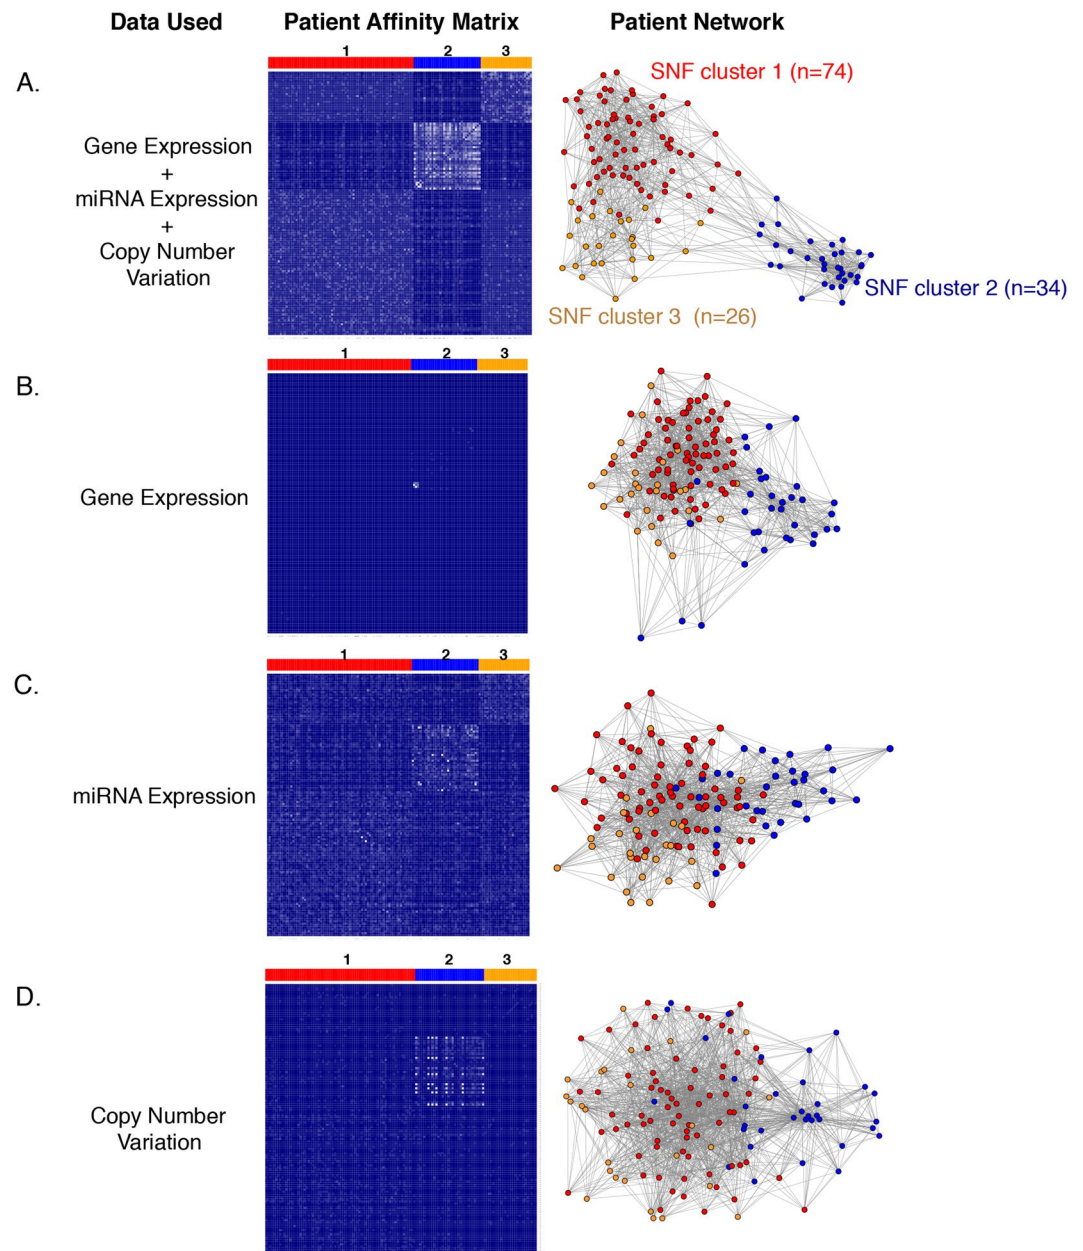 Data Used
Patient Affinity Matrix
Patient Network
A.
1 2 3
Gene Expression
+
miRNA Expression
+
Copy Number
Variation
SNF cluster 1 (n=74)
SNF cluster 2 (n=34)
SNF cluster 3 (n=26)
B.
1 2 3
Gene Expression
C.
1 2 3
miRNA Expression
D.
1 2 3
Copy Number
Variation